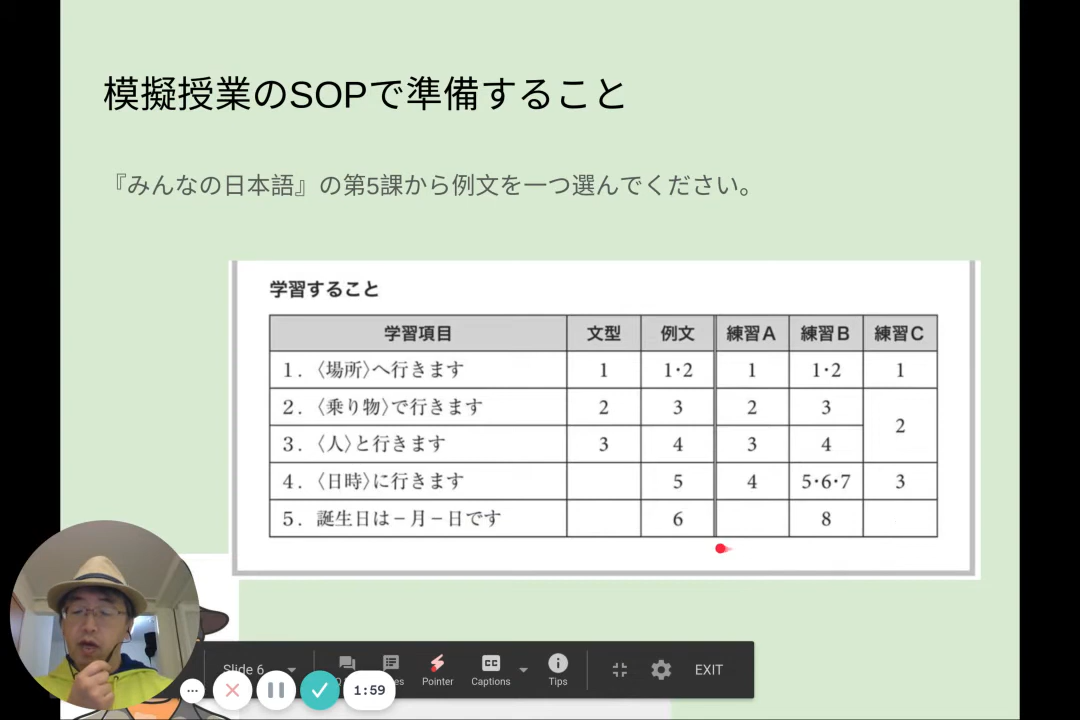 模擬授業のSOPで準備すること
『みんなの日本語』の第5課から例文を一つ選んでください。
学習すること
学習項目 文型 例文 練習A 練習B 練習C
1．〈場所〉へ行きます 1 1・2 1 1・2 1
2．〈乗り物〉で行きます 2 3 2 3 2
3．〈人〉と行きます 3 4 3 4
4．〈日時〉に行きます 5 4 5・6・7 3
5．誕生日は－月－日です 6 8
Slide 6 Pointer Captions Tips EXIT
CC
1:59